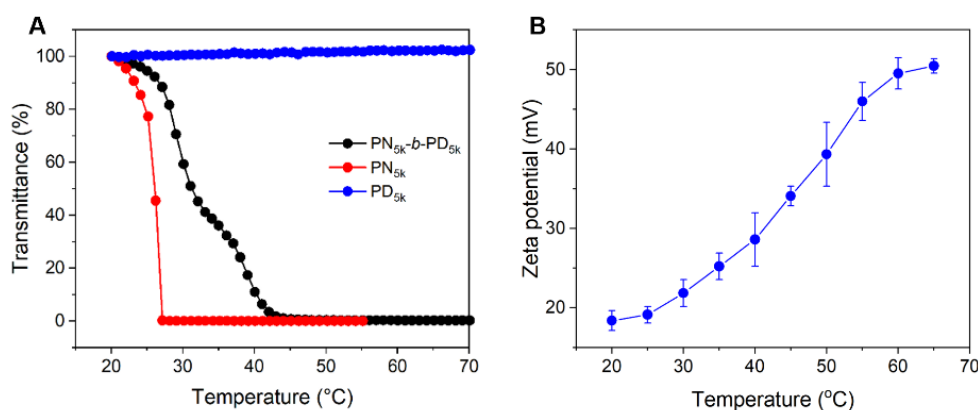 A
Transmittance (%)
100
80
60
40
20
0
PN5k-b-PD5k
PN5k
PD5k
20 30 40 50 60 70
Temperature (°C)
B
Zeta potential (mV)
50
40
30
20
20 30 40 50 60 70
Temperature (°C)